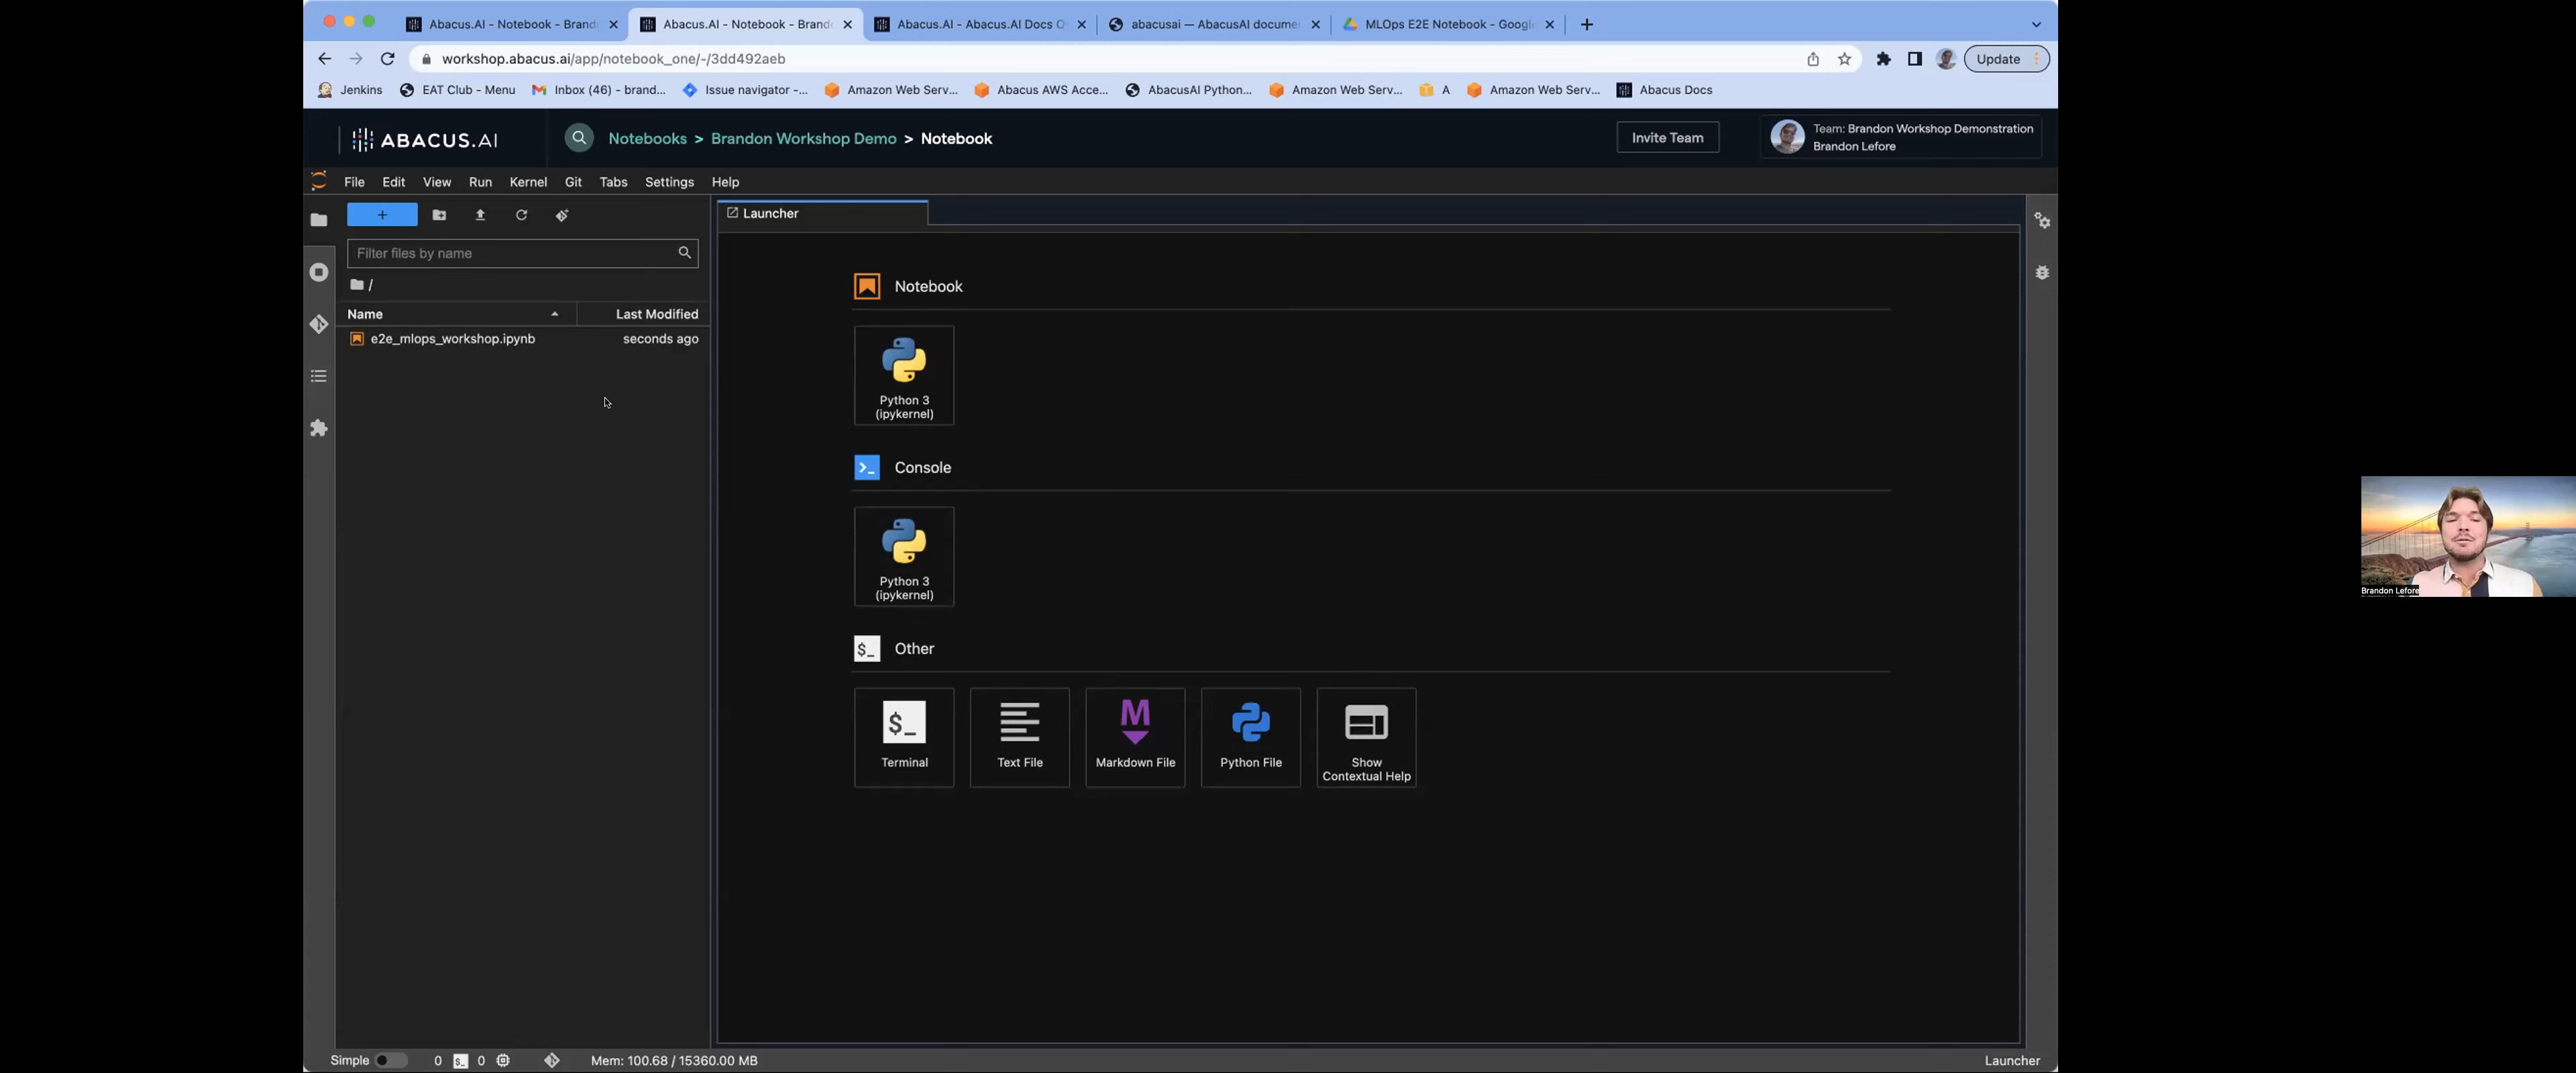 Abacus.AI - Notebook - Brand
Abacus.AI - Notebook - Brand
Abacus.AI - Abacus.AI Docs O
abacusai — AbacusAI documen
MLOps E2E Notebook - Google
workshop.abacus.ai/app/notebook_one/-/3dd492aeb
Update
Jenkins
EAT Club - Menu
Inbox (46) - brand...
Issue navigator -...
Amazon Web Serv...
Abacus AWS Acce...
AbacusAI Python...
Amazon Web Serv...
A
Amazon Web Serv...
Abacus Docs
ABACUS.AI
Notebooks > Brandon Workshop Demo > Notebook
Invite Team
Team: Brandon Workshop Demonstration
Brandon Lefore
File Edit View Run Kernel Git Tabs Settings Help
+
Filter files by name
/
Name Last Modified
e2e_mlops_workshop.ipynb seconds ago
Launcher
Notebook
Python 3
(ipykernel)
Console
Python 3
(ipykernel)
$_ Other
$_
Terminal
Text File
M
Markdown File
Python File
Show
Contextual Help
Brandon Lefore
Simple 0 $_ 0 Mem: 100.68 / 15360.00 MB
Launcher